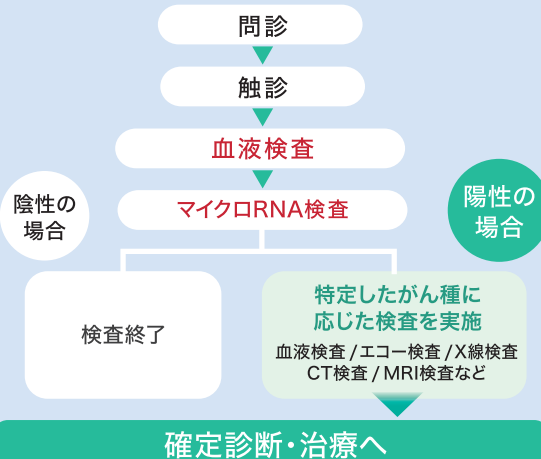 問診
触診
血液検査
マイクロRNA検査
陰性の
場合
陽性の
場合
検査終了
特定したがん種に
応じた検査を実施
血液検査/エコー検査/X線検査
CT検査/MRI検査など
確定診断・治療へ